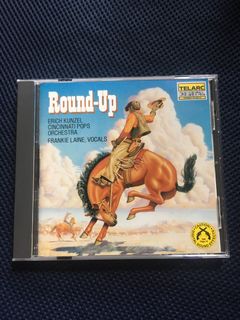 TELARC
Round-Up
ERICH KUNZEL
CINCINNATI POPS
ORCHESTRA
FRANKIE LAINE, VOCALS